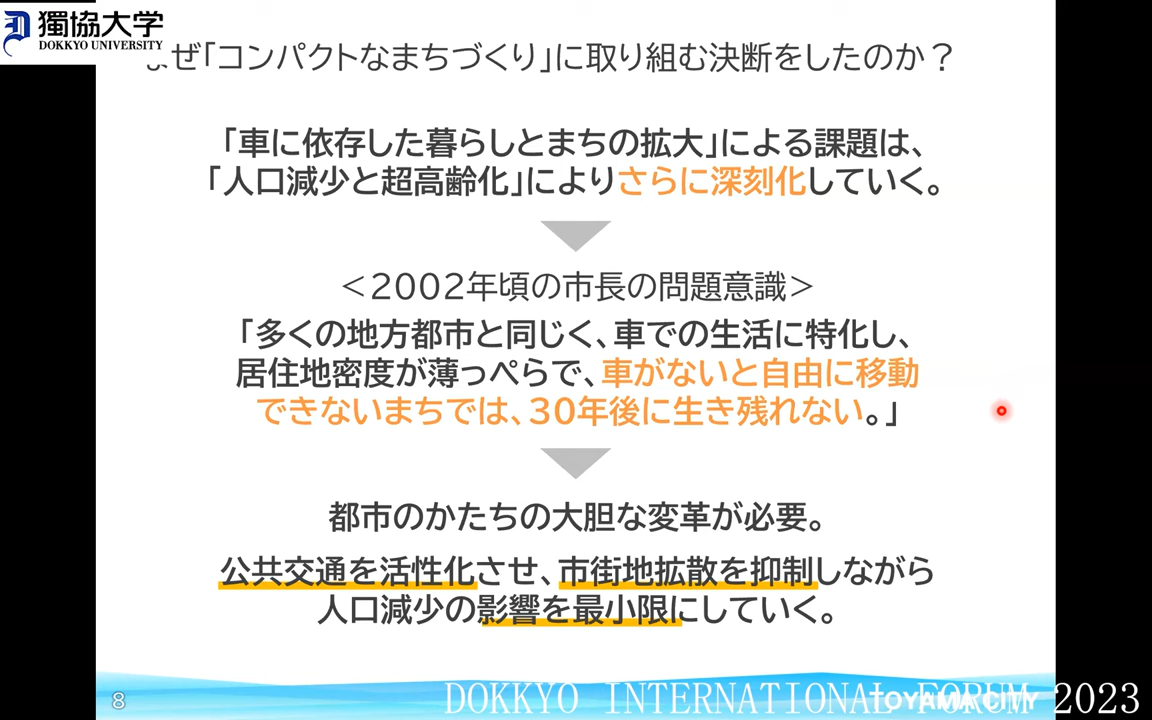 獨協大学
DOKKYO UNIVERSITY
ぜ「コンパクトなまちづくり」に取り組む決断をしたのか？
「車に依存した暮らしとまちの拡大」による課題は、
「人口減少と超高齢化」によりさらに深刻化していく。
＜2002年頃の市長の問題意識＞
「多くの地方都市と同じく、車での生活に特化し、
居住地密度が薄っぺらで、車がないと自由に移動
できないまちでは、30年後に生き残れない。」
都市のかたちの大胆な変革が必要。
公共交通を活性化させ、市街地拡散を抑制しながら
人口減少の影響を最小限にしていく。
8
TOYAMA CITY
DOKKYO INTERNATIONAL FORUM 2023